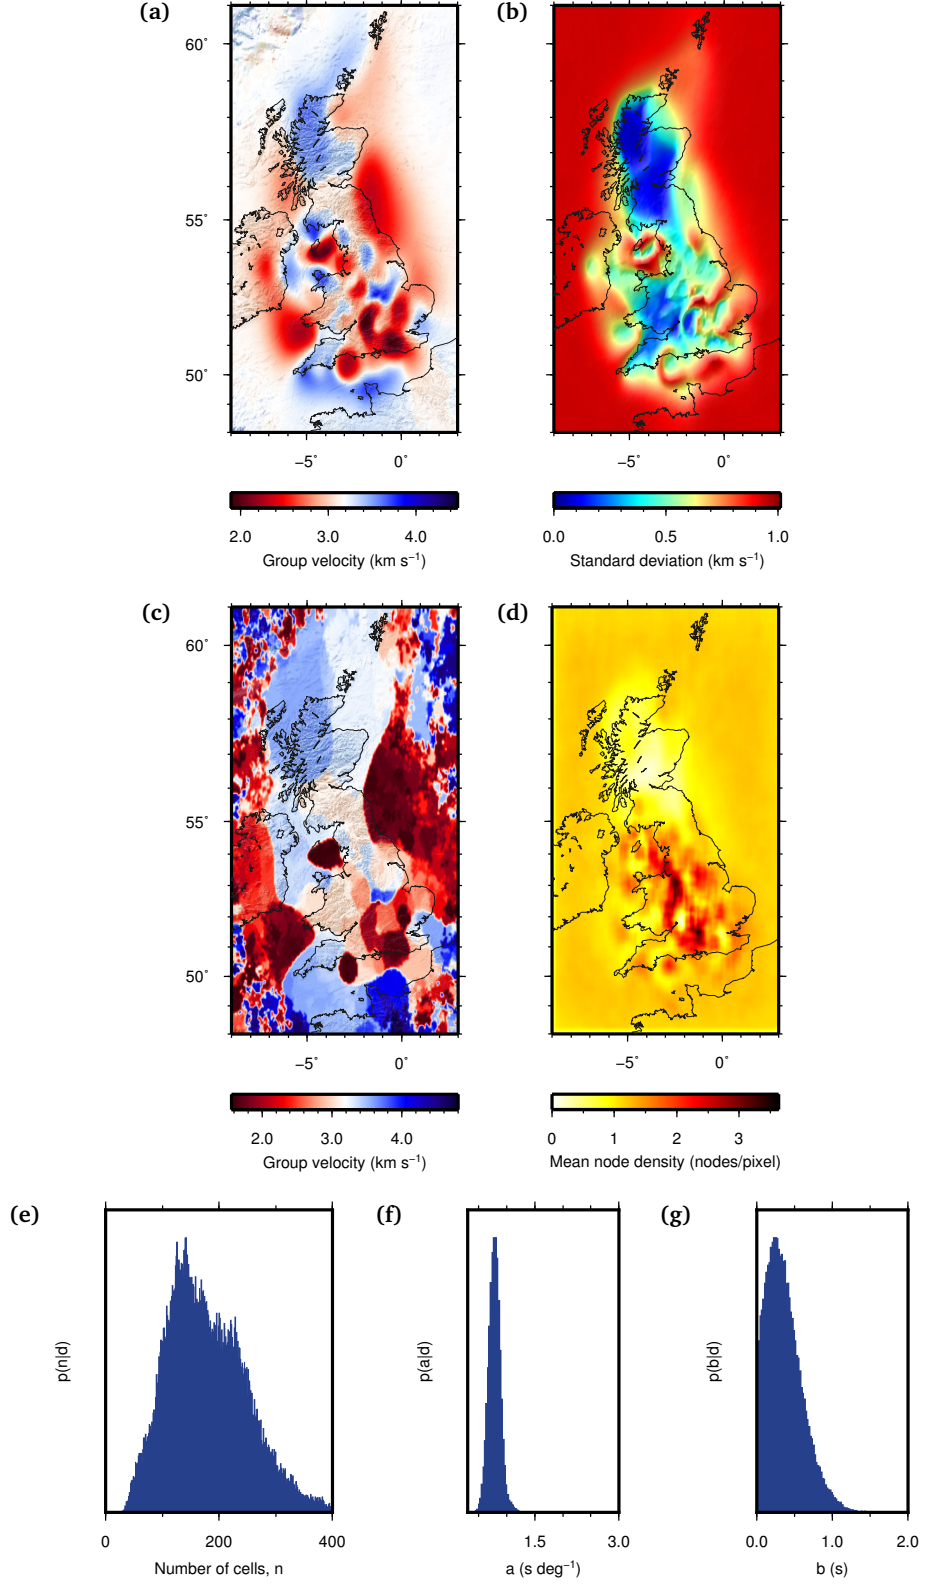 (a) (b)
60° 60°
55° 55°
50° 50°
−5° 0° −5° 0°
2.0 3.0 4.0 0.0 0.5 1.0
Group velocity (km s⁻¹) Standard deviation (km s⁻¹)
(c) (d)
60°
55°
50°
−5° 0° −5° 0°
2.0 3.0 4.0 0 1 2 3
Group velocity (km s⁻¹) Mean node density (nodes/pixel)
(e) (f) (g)
p(n|d) p(a|d) p(b|d)
0 200 400 1.5 3.0 0.0 1.0 2.0
Number of cells, n a (s deg⁻¹) b (s)